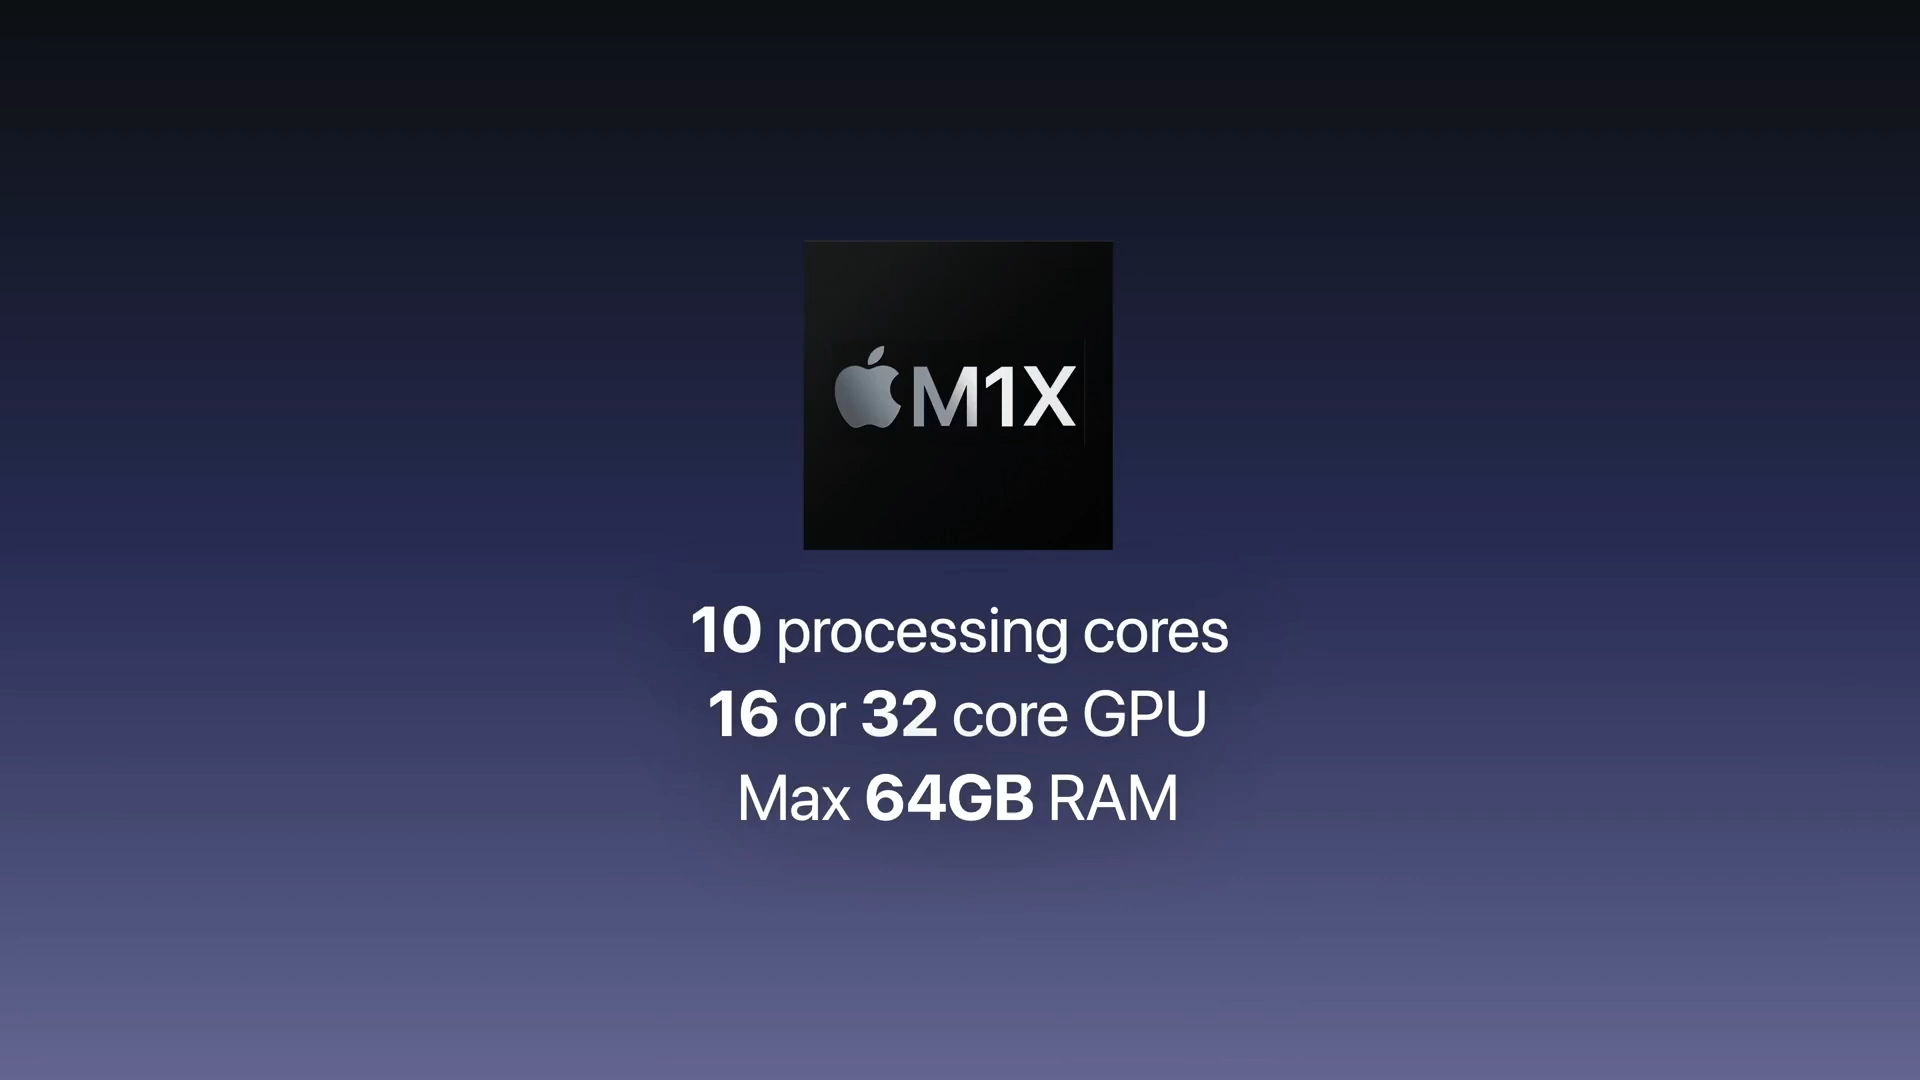 M1X
10 processing cores
16 or 32 core GPU
Max 64GB RAM